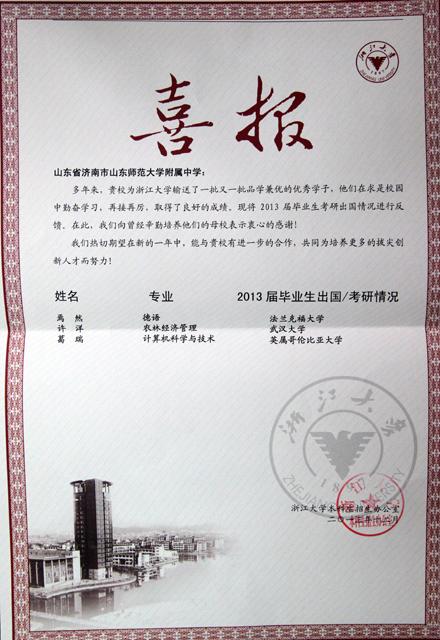 浙江大学
1897
喜报
山东省济南市山东师范大学附属中学：
多年来，贵校为浙江大学输送了一批又一批品学兼优的优秀学子，他们在求是校园
中勤奋学习，再接再厉，取得了良好的成绩。现将 2013 届毕业生考研出国情况进行反
馈。在此，我们向曾经辛勤培养他们的母校表示衷心的感谢！
我们热切期望在新的一年中，能与贵校有进一步的合作，共同为培养更多的拔尖创
新人才而努力！
姓名 专业 2013 届毕业生出国/考研情况
焉 然 德语 法兰克福大学
许 洋 农林经济管理 武汉大学
葛 瑞 计算机科学与技术 英属哥伦比亚大学
浙江大学
ZHEJIANG UNIVERSITY
浙江大学本科生招生办公室